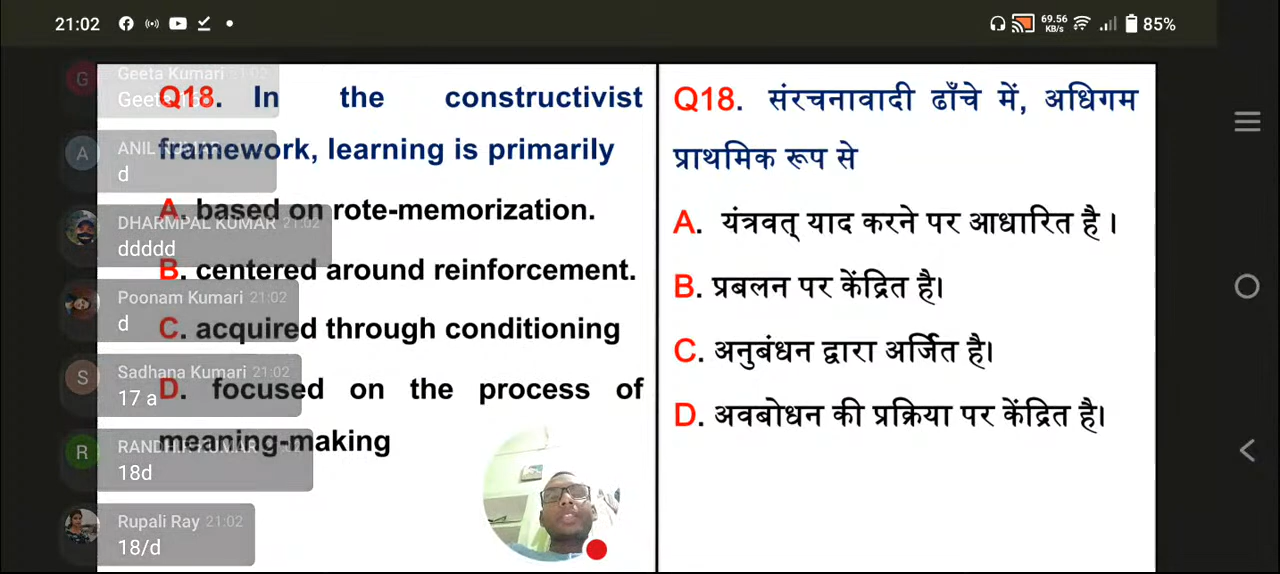 21:02
69.56 KB/s
85%
Geeta Kumari 21:02
Geeta 16
ANIL KUMAR
d
DHARMPAL KUMAR 21:02
ddddd
Poonam Kumari 21:02
d
Sadhana Kumari 21:02
17 a
18d
Rupali Ray 21:02
18/d
G
A
S
R
Q18. In the constructivist
framework, learning is primarily
A. based on rote-memorization.
B. centered around reinforcement.
C. acquired through conditioning
D. focused on the process of
meaning-making
Q18. संरचनावादी ढाँचे में, अधिगम
प्राथमिक रूप से
A. यंत्रवत् याद करने पर आधारित है ।
B. प्रबलन पर केंद्रित है।
C. अनुबंधन द्वारा अर्जित है।
D. अवबोधन की प्रक्रिया पर केंद्रित है।